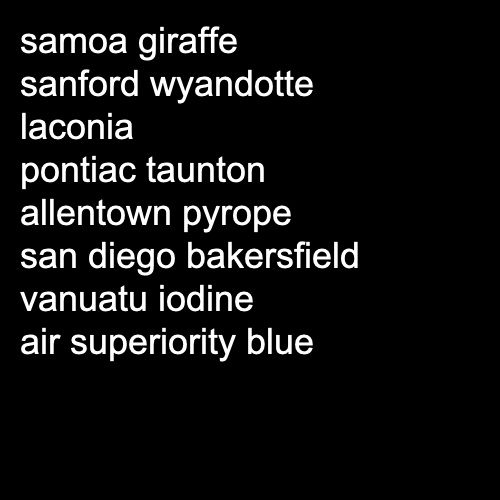 samoa giraffe
sanford wyandotte
laconia
pontiac taunton
allentown pyrope
san diego bakersfield
vanuatu iodine
air superiority blue